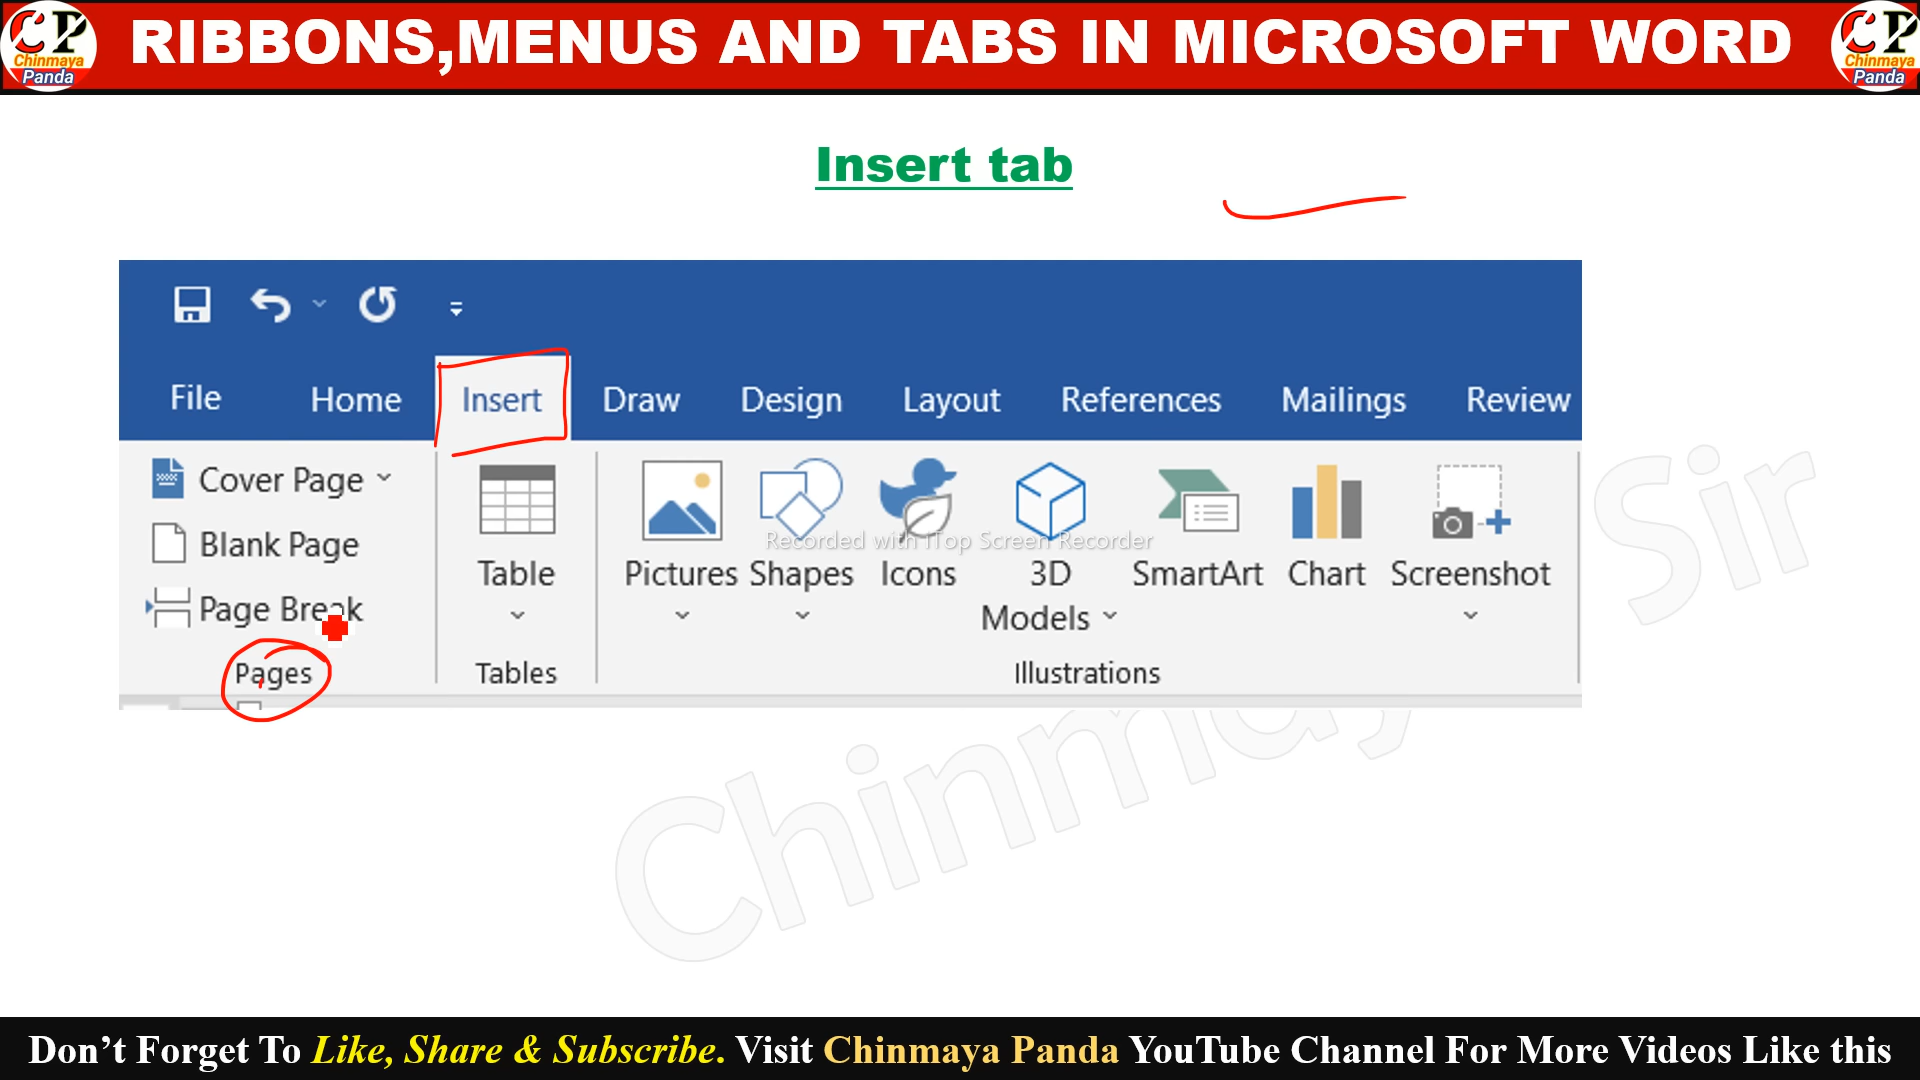 CP Chinmaya Panda RIBBONS,MENUS AND TABS IN MICROSOFT WORD CP Chinmaya Panda
Insert tab
File Home Insert Draw Design Layout References Mailings Review
Cover Page
Blank Page
Page Break
Pages
Table
Tables
Pictures Shapes Icons 3D Models SmartArt Chart Screenshot
Illustrations
Recorded with iTop Screen Recorder
Chinmay Sir
Don’t Forget To Like, Share & Subscribe. Visit Chinmaya Panda YouTube Channel For More Videos Like this